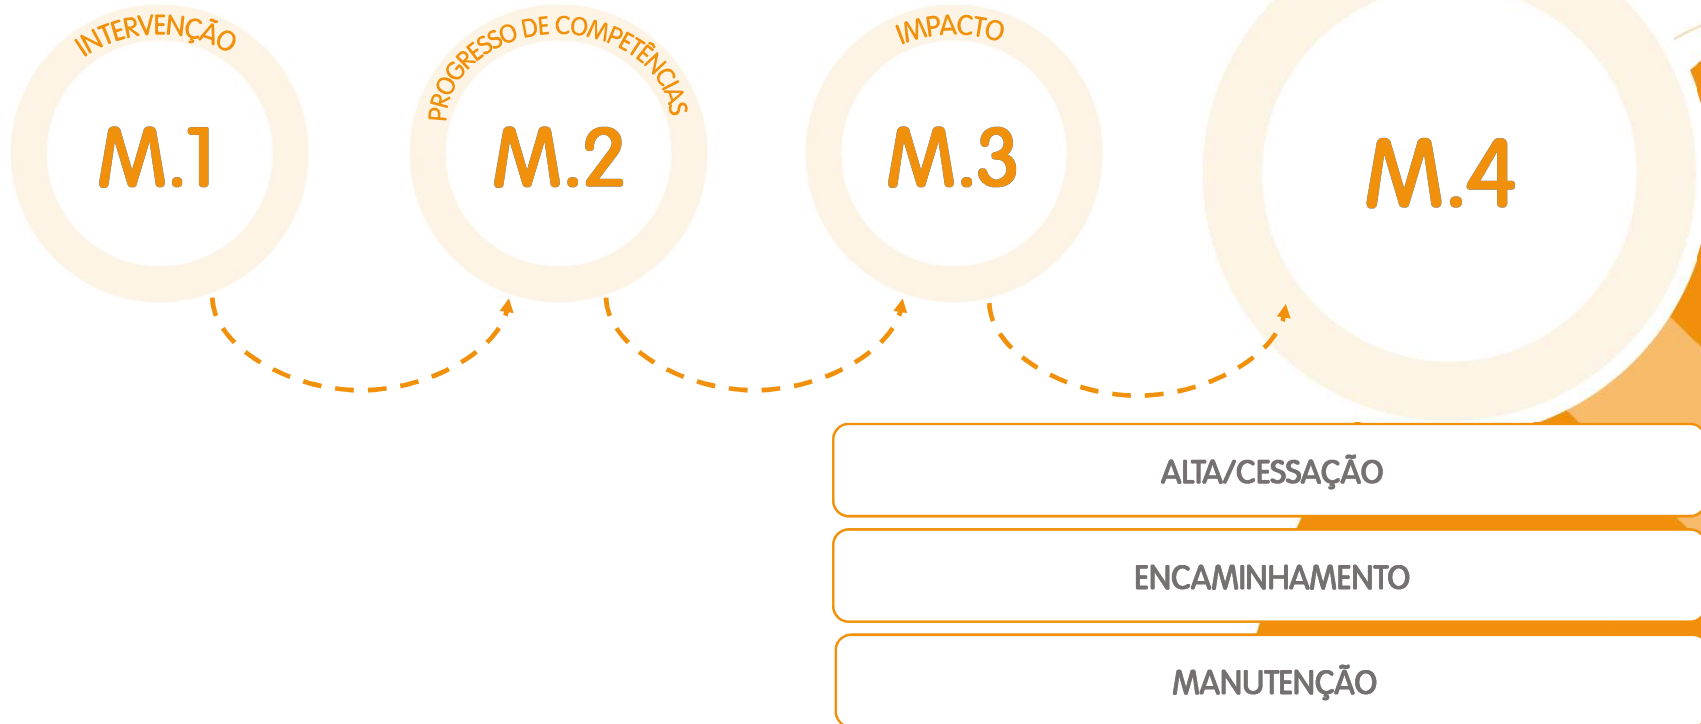 INTERVENÇÃO
M.1
PROGRESSO DE COMPETÊNCIAS
M.2
IMPACTO
M.3
M.4
ALTA/CESSAÇÃO
ENCAMINHAMENTO
MANUTENÇÃO